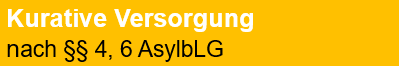 Kurative Versorgung
nach §§ 4, 6 AsylbLG